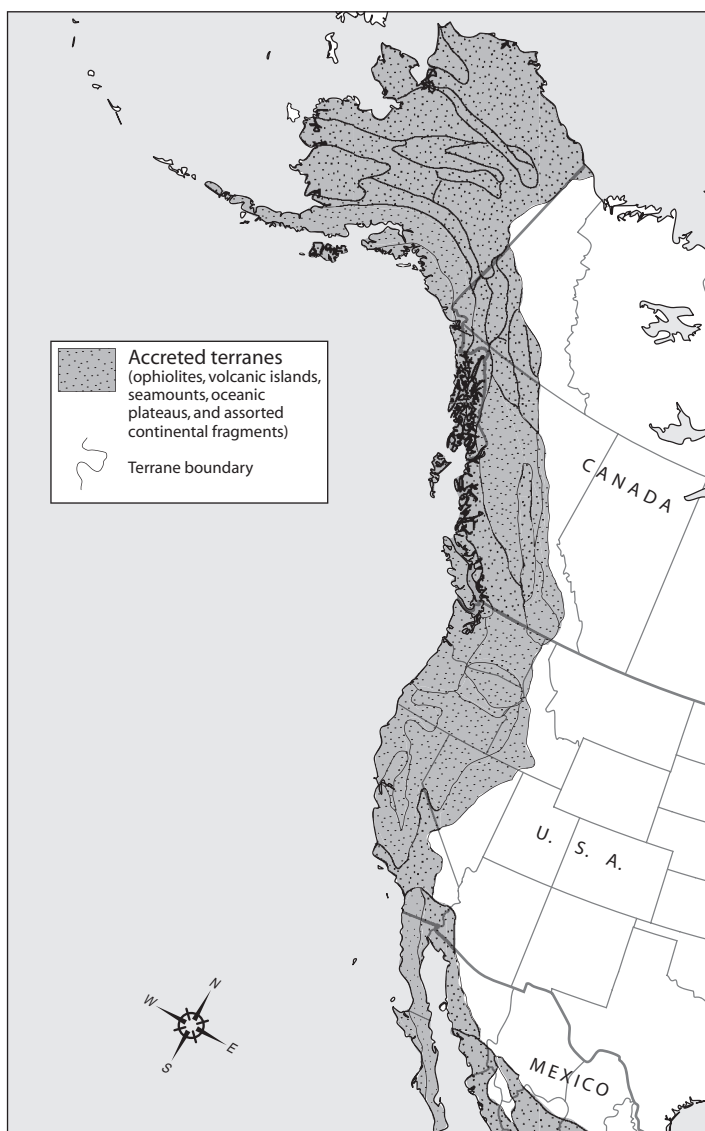 Accreted terranes
(ophiolites, volcanic islands,
seamounts, oceanic
plateaus, and assorted
continental fragments)
Terrane boundary
CANADA
U. S. A.
MEXICO
N
W
E
S